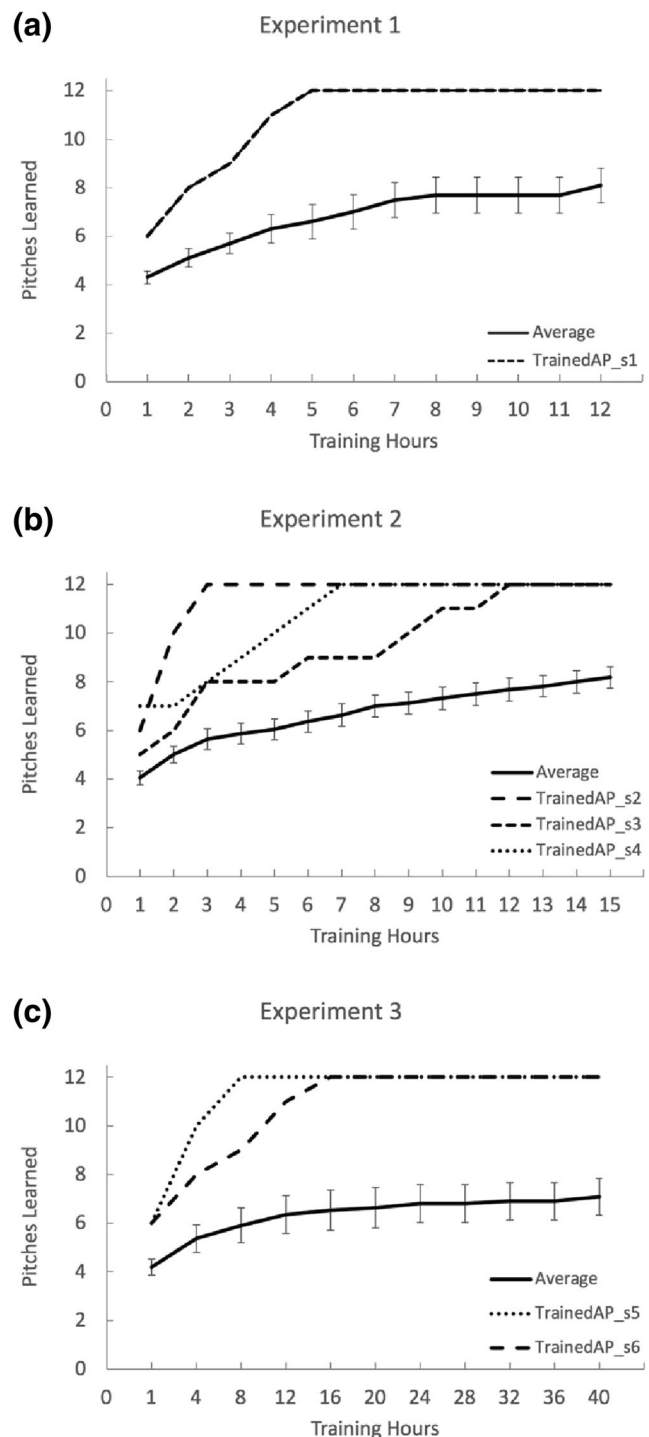 (a)
Experiment 1
Pitches Learned
12
10
8
6
4
2
0
0 1 2 3 4 5 6 7 8 9 10 11 12
Training Hours
Average
TrainedAP_s1
(b)
Experiment 2
Pitches Learned
12
10
8
6
4
2
0
0 1 2 3 4 5 6 7 8 9 10 11 12 13 14 15
Training Hours
Average
TrainedAP_s2
TrainedAP_s3
TrainedAP_s4
(c)
Experiment 3
Pitches Learned
12
10
8
6
4
2
0
0 1 4 8 12 16 20 24 28 32 36 40
Training Hours
Average
TrainedAP_s5
TrainedAP_s6